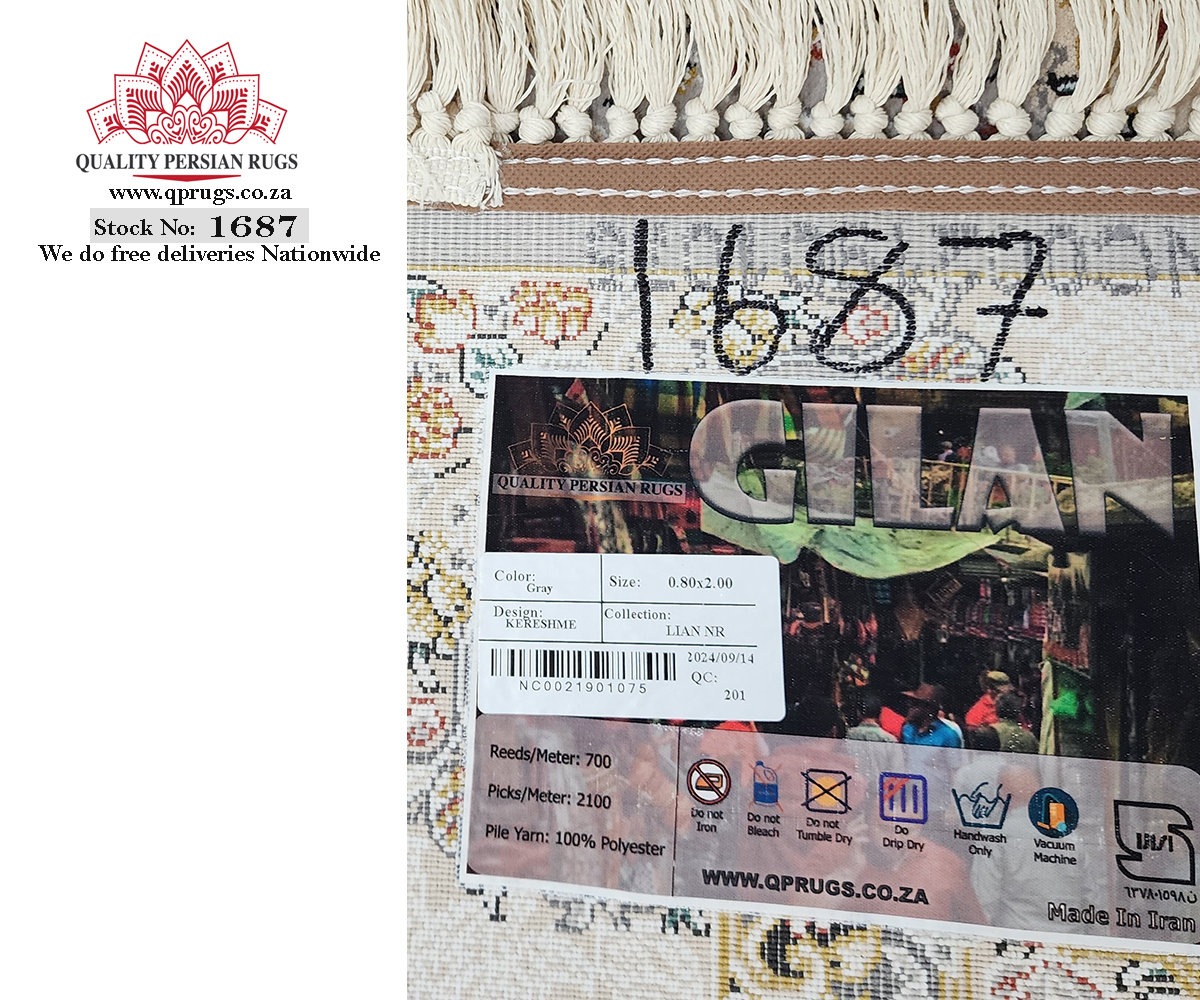 QUALITY PERSIAN RUGS
www.qprugs.co.za
Stock No: 1687
We do free deliveries Nationwide
1687
QUALITY PERSIAN RUGS
GILAN
Color:
Gray
Size: 0.80x2.00
Design:
KERESHME
Collection:
LIAN NR
NC0021901075
2024/09/14
QC:
201
Reeds/Meter: 700
Picks/Meter: 2100
Pile Yarn: 100% Polyester
Do not
Iron
Do not
Bleach
Do not
Tumble Dry
Do
Drip Dry
Handwash
Only
Vacuum
Machine
WWW.QPRUGS.CO.ZA
Made In Iran